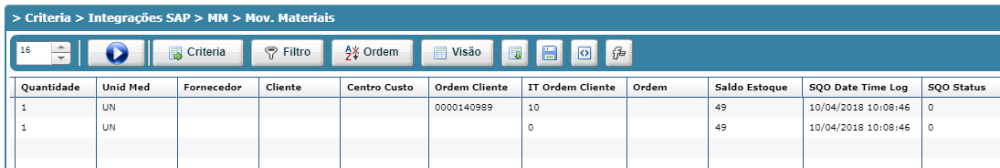 > Criteria > Integrações SAP > MM > Mov. Materiais
16 Criteria Filtro Ordem Visão
Quantidade Unid Med Fornecedor Cliente Centro Custo Ordem Cliente IT Ordem Cliente Ordem Saldo Estoque SQO Date Time Log SQO Status
1 UN 0000140989 10 49 10/04/2018 10:08:46 0
1 UN 0 49 10/04/2018 10:08:46 0